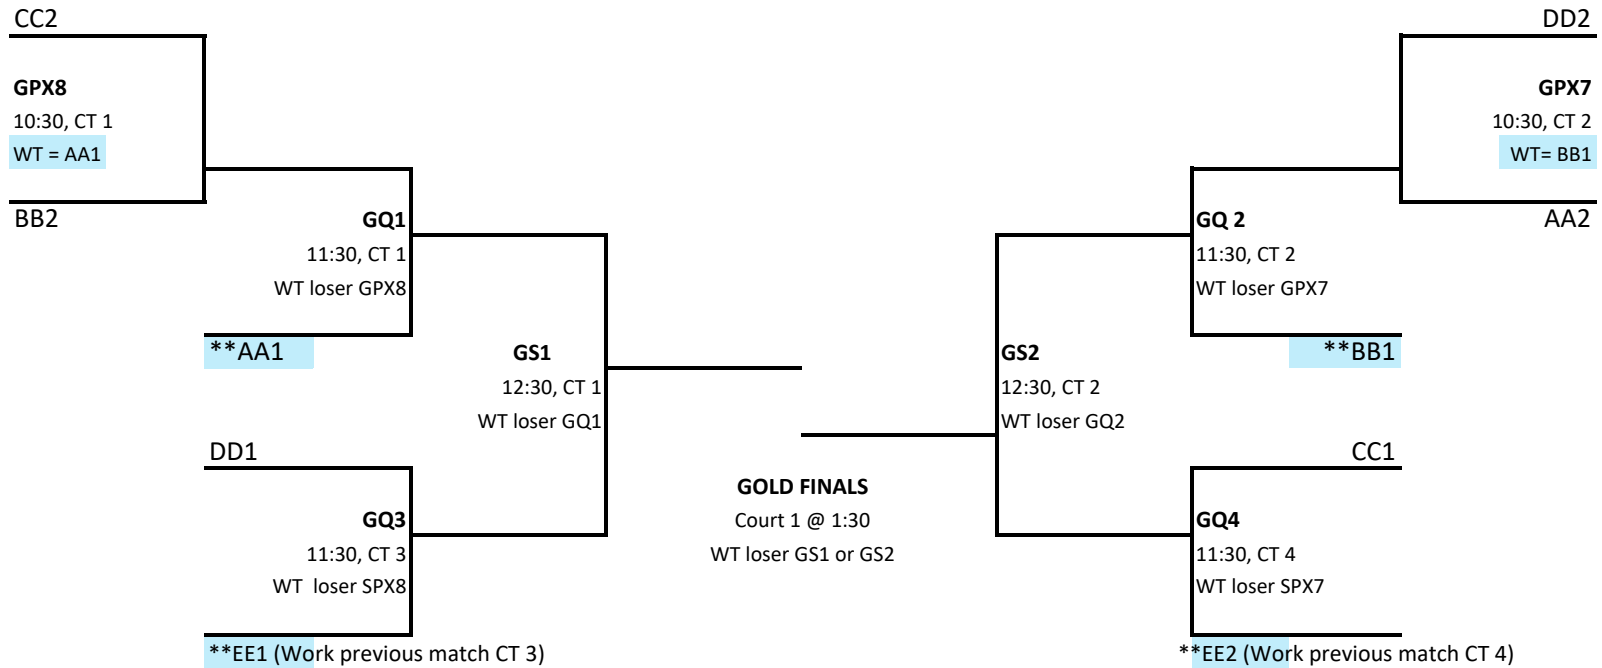 CC2
GPX8
10:30, CT 1
WT = AA1
BB2
GQ1
11:30, CT 1
WT loser GPX8
**AA1
GS1
12:30, CT 1
WT loser GQ1
DD1
GQ3
11:30, CT 3
WT  loser SPX8
**EE1 (Work previous match CT 3)
GOLD FINALS
Court 1 @ 1:30
WT loser GS1 or GS2
DD2
GPX7
10:30, CT 2
WT= BB1
AA2
GQ 2
11:30, CT 2
WT loser GPX7
**BB1
GS2
12:30, CT 2
WT loser GQ2
CC1
GQ4
11:30, CT 4
WT loser SPX7
**EE2 (Work previous match CT 4)